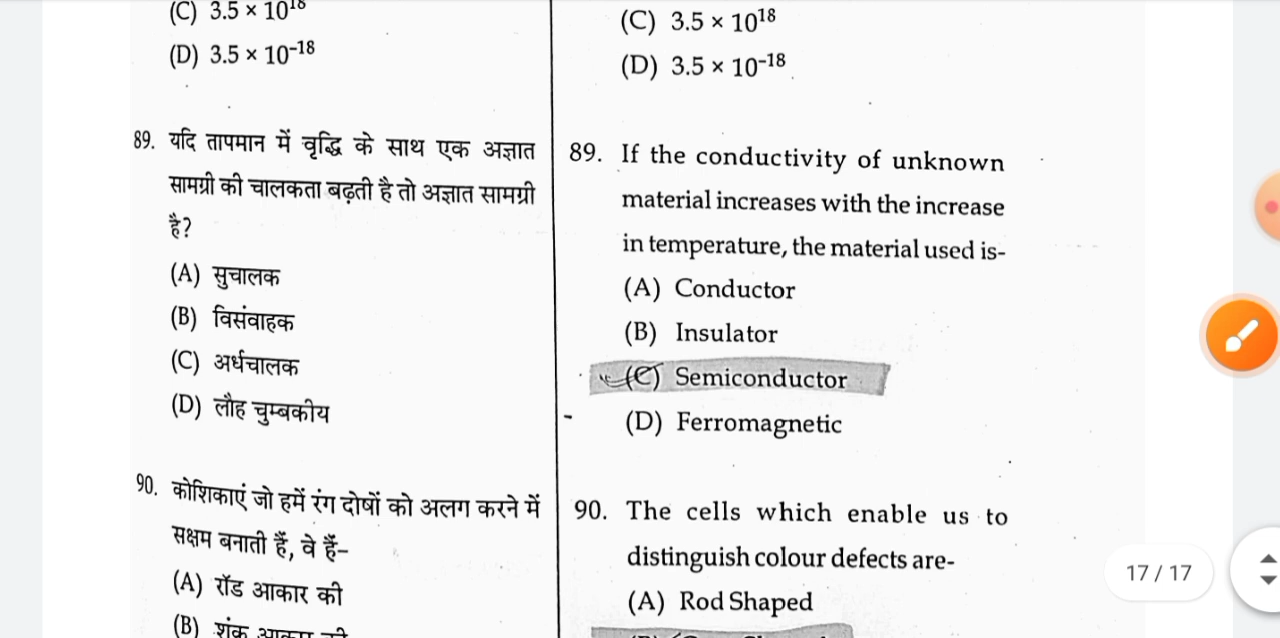 (C) 3.5 × 10¹⁸
(D) 3.5 × 10⁻¹⁸
89. यदि तापमान में वृद्धि के साथ एक अज्ञात
सामग्री की चालकता बढ़ती है तो अज्ञात सामग्री
है?
(A) सुचालक
(B) विसंवाहक
(C) अर्धचालक
(D) लौह चुम्बकीय
90. कोशिकाएं जो हमें रंग दोषों को अलग करने में
सक्षम बनाती हैं, वे हैं-
(A) रॉड आकार की
(B) शंकु आकार की
(C) 3.5 × 10¹⁸
(D) 3.5 × 10⁻¹⁸
89. If the conductivity of unknown
material increases with the increase
in temperature, the material used is-
(A) Conductor
(B) Insulator
(C) Semiconductor
(D) Ferromagnetic
90. The cells which enable us to
distinguish colour defects are-
(A) Rod Shaped
17 / 17